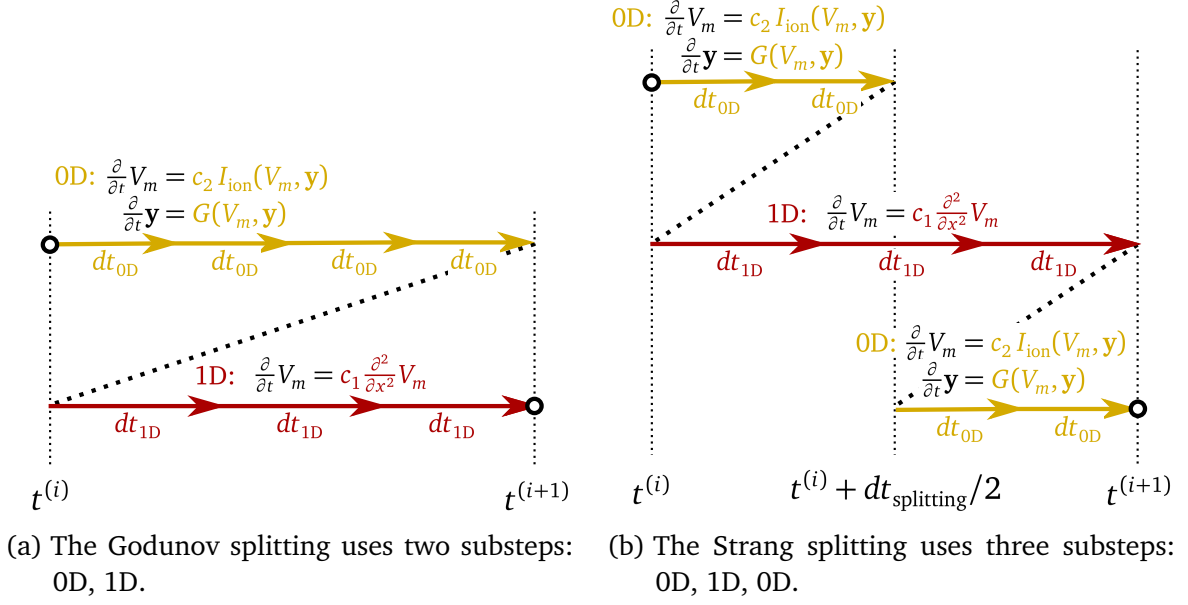 0D: ∂/∂t V_m = c_2 I_ion(V_m, y)
∂/∂t y = G(V_m, y)
dt_0D dt_0D dt_0D dt_0D
1D: ∂/∂t V_m = c_1 ∂²/∂x² V_m
dt_1D dt_1D dt_1D
t^(i) t^(i+1)
(a) The Godunov splitting uses two substeps:
0D, 1D.
0D: ∂/∂t V_m = c_2 I_ion(V_m, y)
∂/∂t y = G(V_m, y)
dt_0D dt_0D
1D: ∂/∂t V_m = c_1 ∂²/∂x² V_m
dt_1D dt_1D dt_1D
0D: ∂/∂t V_m = c_2 I_ion(V_m, y)
∂/∂t y = G(V_m, y)
dt_0D dt_0D
t^(i) t^(i) + dt_splitting/2 t^(i+1)
(b) The Strang splitting uses three substeps:
0D, 1D, 0D.